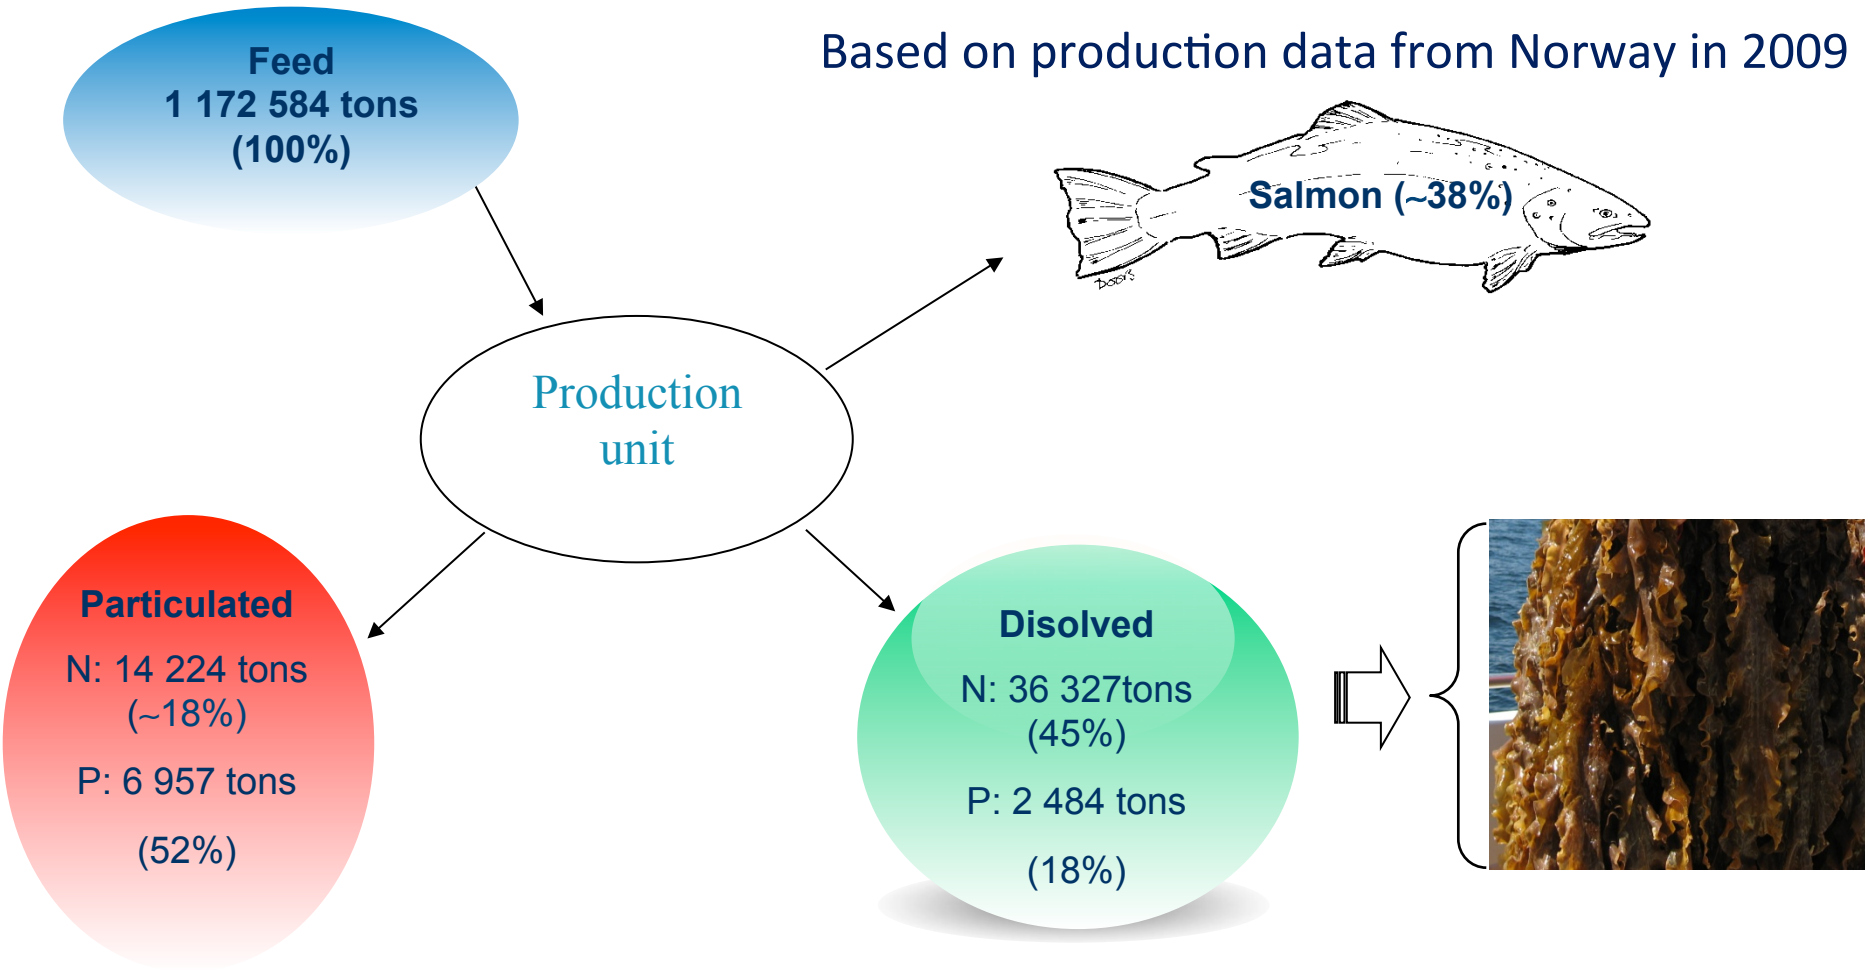 Feed
1 172 584 tons
(100%)
Based on production data from Norway in 2009
Salmon (~38%)
Production
unit
Particulated
N: 14 224 tons
(~18%)
P: 6 957 tons
(52%)
Disolved
N: 36 327tons
(45%)
P: 2 484 tons
(18%)